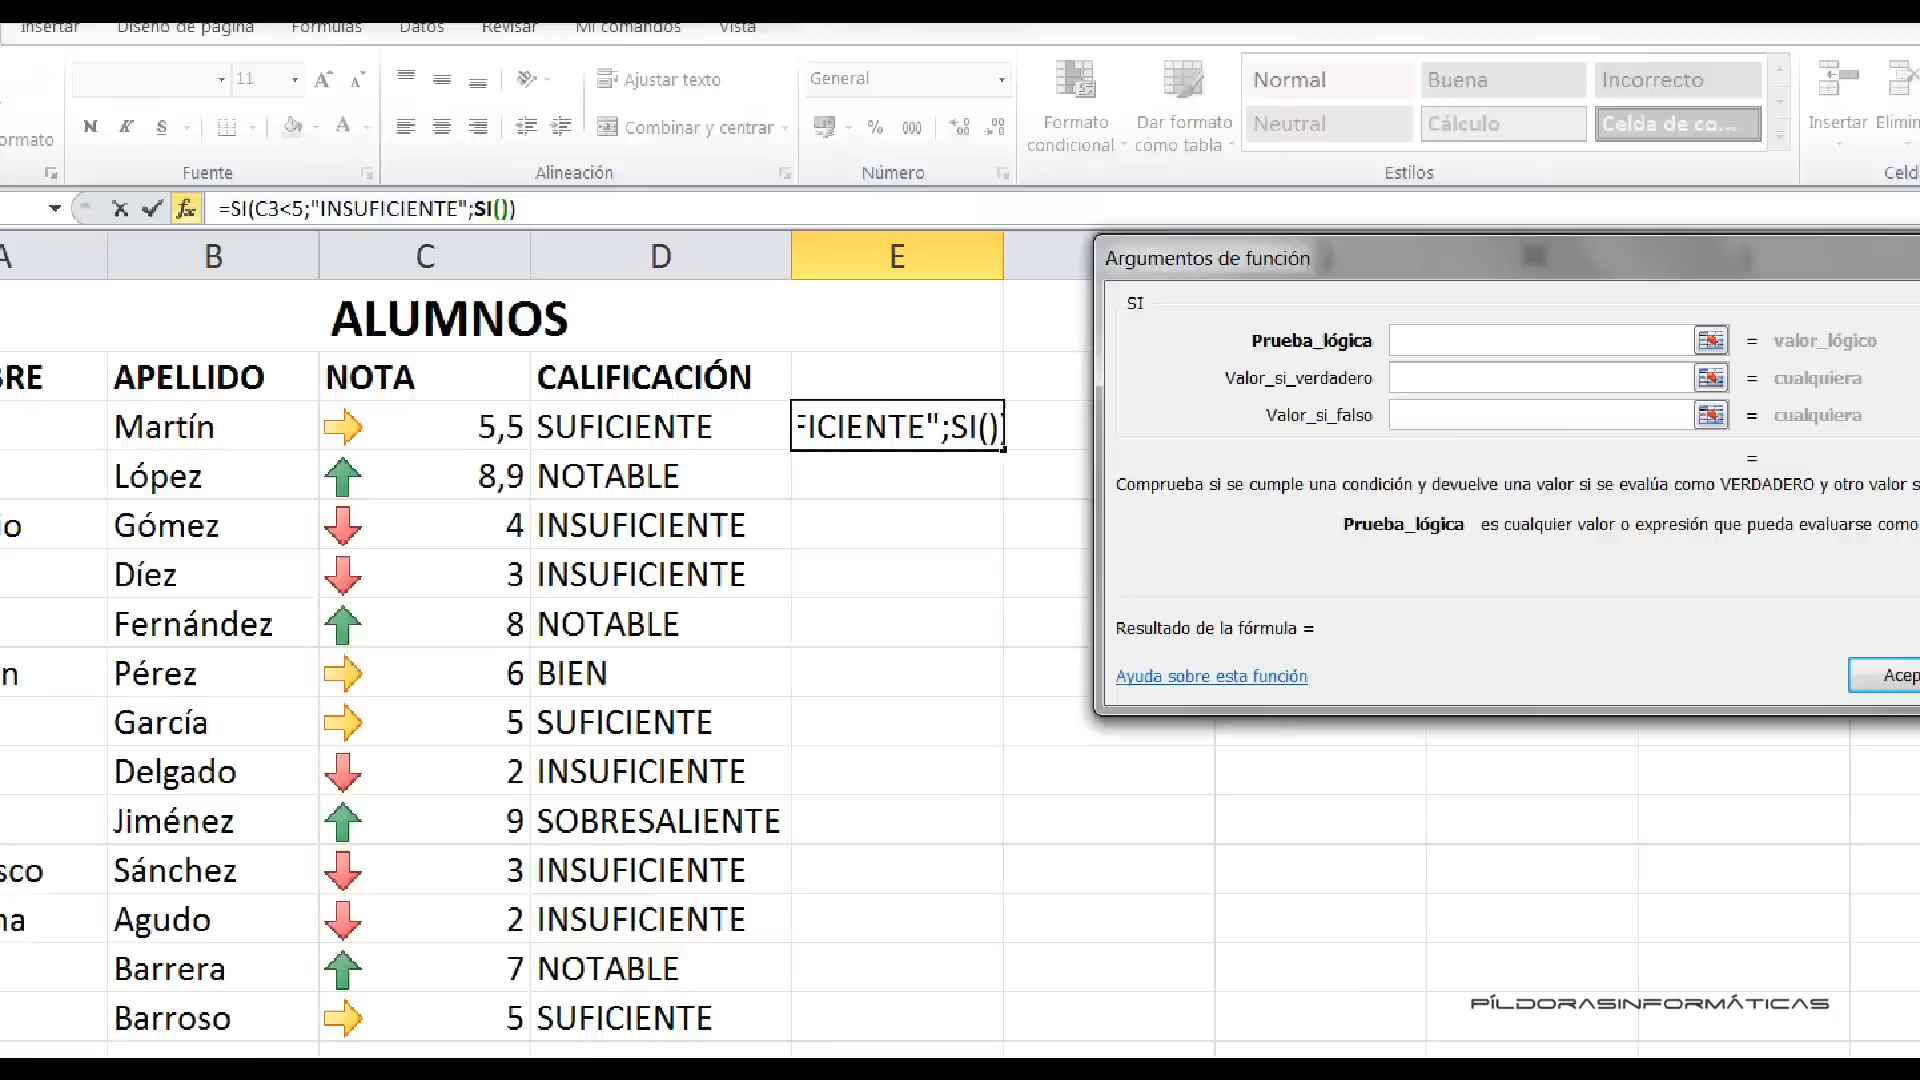 Insertar Diseño de página Fórmulas Datos Revisar Mi comandos Vista
11 Ajustar texto General Normal Buena Incorrecto
N K S Combinar y centrar % 000 Formato condicional Dar formato como tabla Neutral Cálculo Celda de co... Insertar Elimin
ormato Fuente Alineación Número Estilos Celd
fx =SI(C3<5;"INSUFICIENTE";SI())
A B C D E
ALUMNOS
BRE APELLIDO NOTA CALIFICACIÓN
Martín 5,5 SUFICIENTE FICIENTE";SI())
López 8,9 NOTABLE
io Gómez 4 INSUFICIENTE
Díez 3 INSUFICIENTE
Fernández 8 NOTABLE
n Pérez 6 BIEN
García 5 SUFICIENTE
Delgado 2 INSUFICIENTE
Jiménez 9 SOBRESALIENTE
sco Sánchez 3 INSUFICIENTE
na Agudo 2 INSUFICIENTE
Barrera 7 NOTABLE
Barroso 5 SUFICIENTE
Argumentos de función
SI
Prueba_lógica = valor_lógico
Valor_si_verdadero = cualquiera
Valor_si_falso = cualquiera
=
Comprueba si se cumple una condición y devuelve una valor si se evalúa como VERDADERO y otro valor s
Prueba_lógica es cualquier valor o expresión que pueda evaluarse como
Resultado de la fórmula =
Ayuda sobre esta función Acep
PÍLDORASINFORMÁTICAS